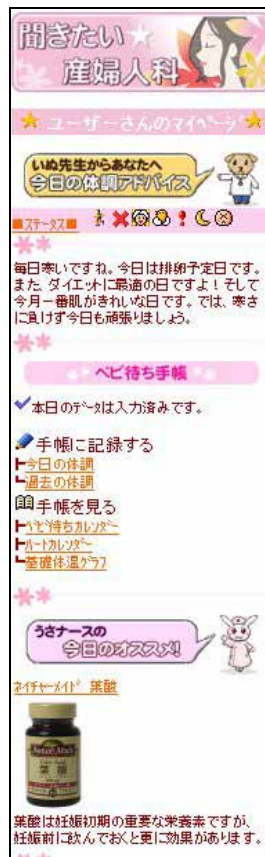 聞きたい★
産婦人科
★ユーザーさんのマイページ★
いぬ先生からあなたへ
今日の体調アドバイス
■ステータス■
毎日寒いですね。今日は排卵予定日です。
また、ダイエットに最適の日ですよ!そして
今月一番肌がきれいな日です。では、寒さ
に負けず今日も頑張りましょう。
ベビ待ち手帳
本日のデータは入力済みです。
手帳に記録する
┣今日の体調
┗過去の体調
手帳を見る
┣ベビ待ちカレンダー
┣ハートカレンダー
┗基礎体温グラフ
うさナースの
今日のオススメ!
ネイチャーメイド 葉酸
Nature Made
葉酸
葉酸は妊娠初期の重要な栄養素ですが、
妊娠前に飲んでおくと更に効果があります。